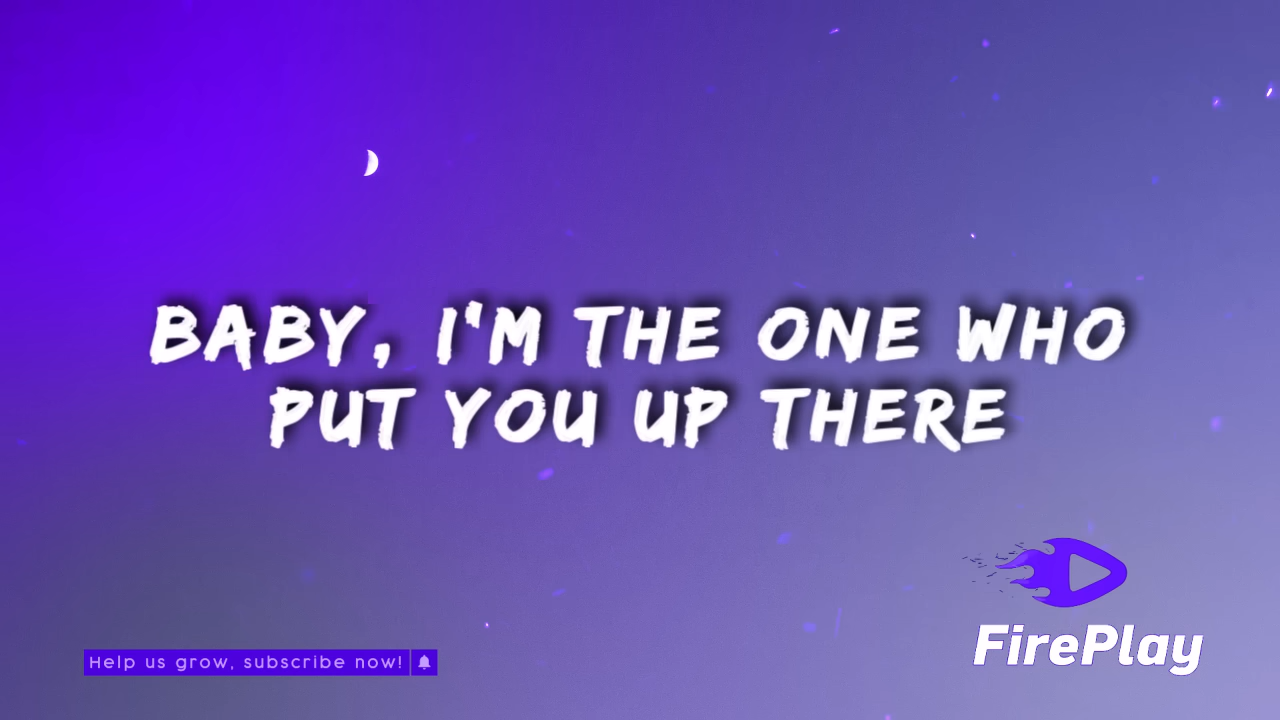 BABY, I'M THE ONE WHO
PUT YOU UP THERE
Help us grow, subscribe now!
FirePlay